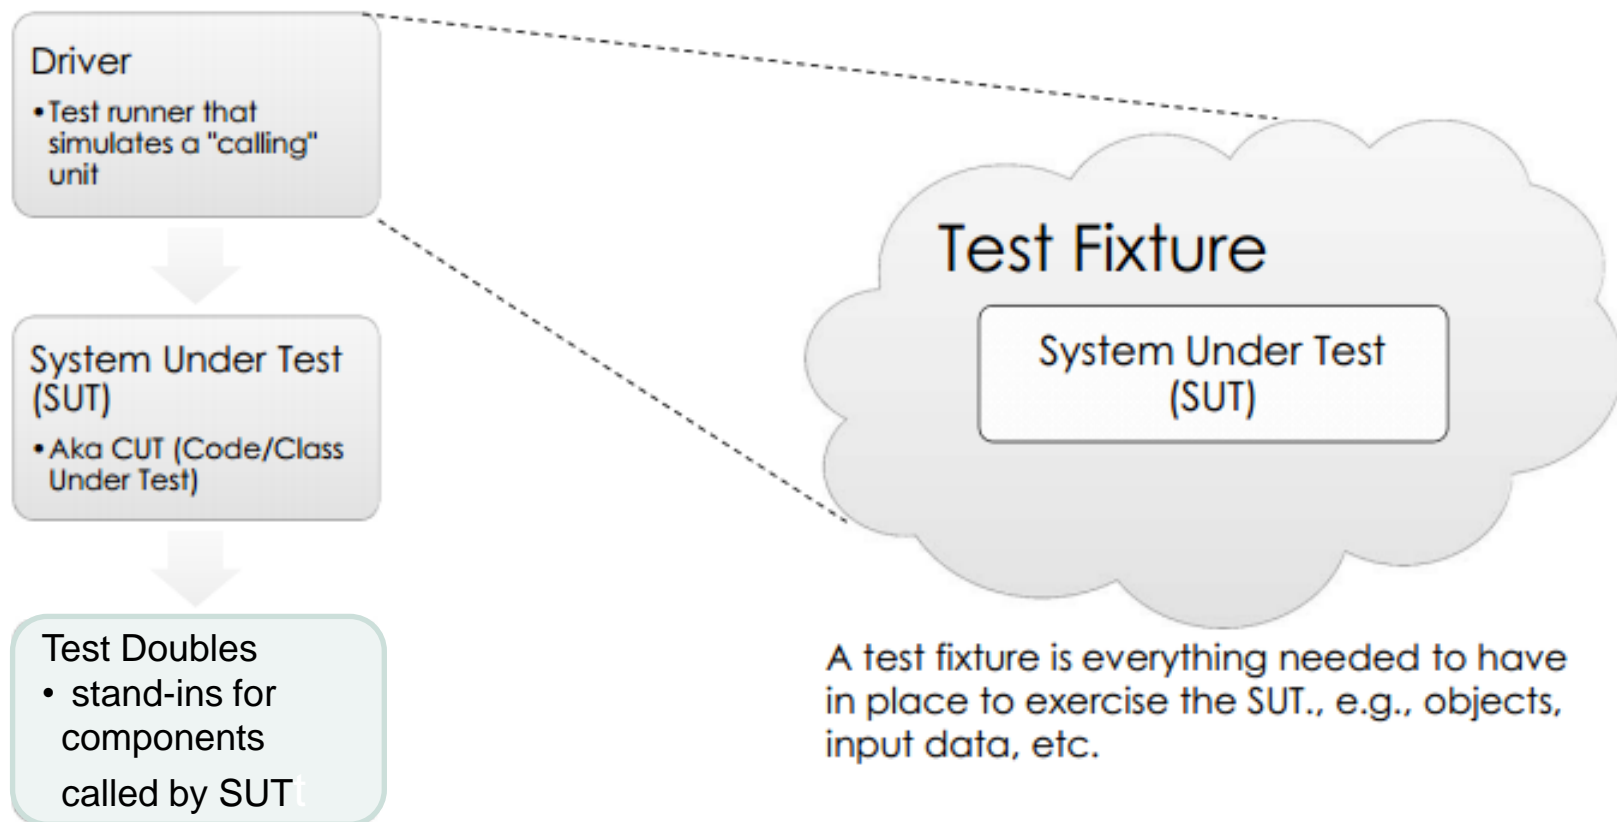 Driver
•Test runner that
simulates a "calling"
unit
System Under Test
(SUT)
•Aka CUT (Code/Class
Under Test)
Test Doubles
• stand-ins for
components
called by SUTt
Test Fixture
System Under Test
(SUT)
A test fixture is everything needed to have
in place to exercise the SUT., e.g., objects,
input data, etc.